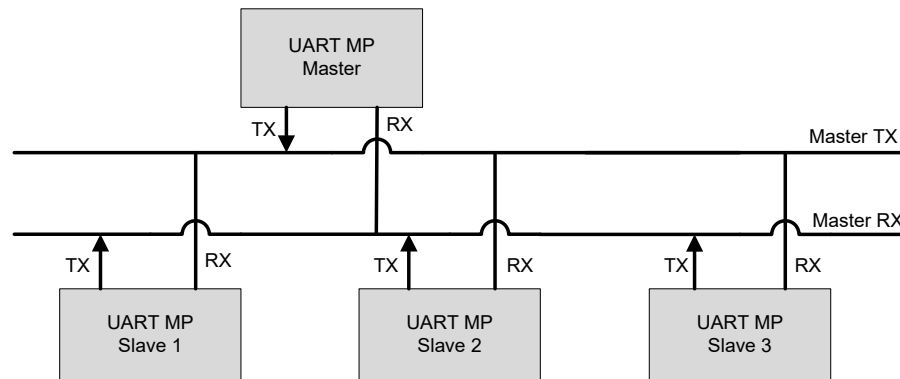 UART MP
Master
TX
RX
Master TX
Master RX
TX
RX
TX
RX
TX
RX
UART MP
Slave 1
UART MP
Slave 2
UART MP
Slave 3